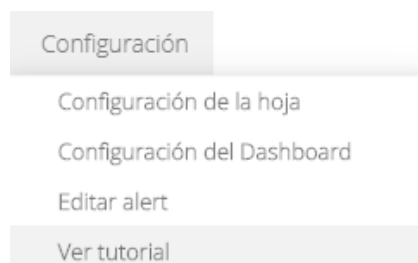 Configuración
Configuración de la hoja
Configuración del Dashboard
Editar alert
Ver tutorial